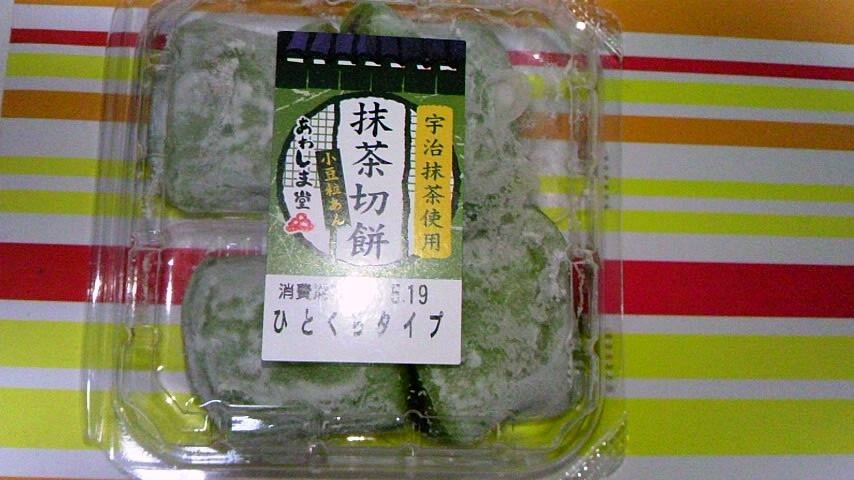 宇治抹茶使用
抹茶切餅
小豆粒あん
あわしま堂
消費 5.19
ひとくちタイプ